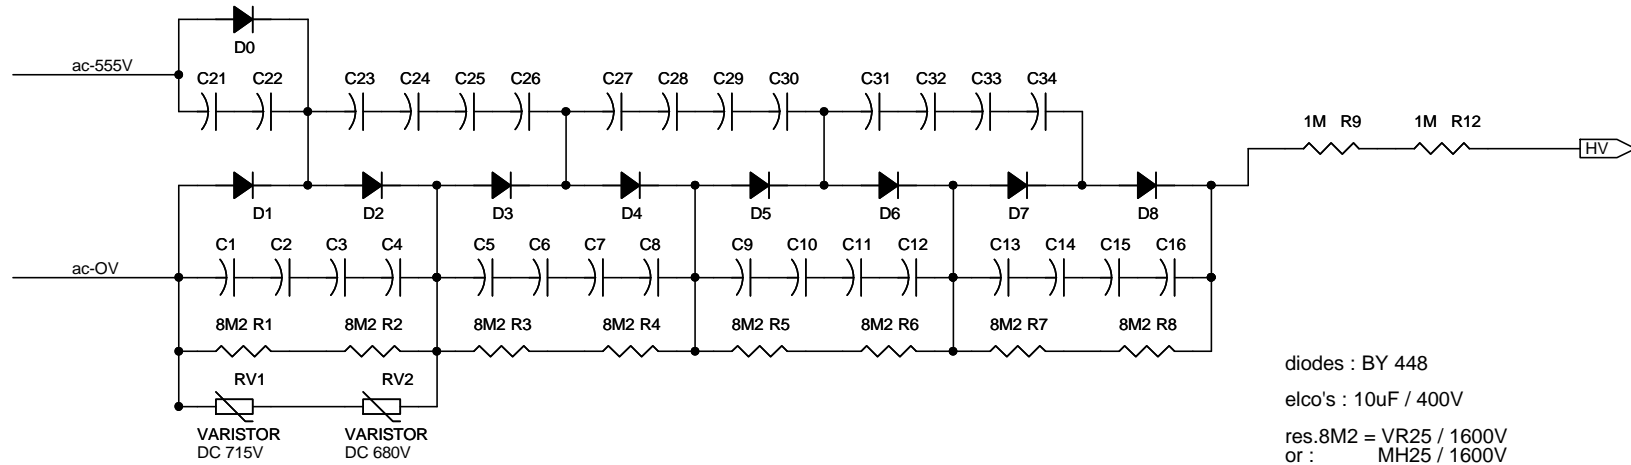 D0
ac-555V
C21 C22 C23 C24 C25 C26 C27 C28 C29 C30 C31 C32 C33 C34
1M R9 1M R12
HV
D1 D2 D3 D4 D5 D6 D7 D8
C1 C2 C3 C4 C5 C6 C7 C8 C9 C10 C11 C12 C13 C14 C15 C16
ac-OV
8M2 R1 8M2 R2 8M2 R3 8M2 R4 8M2 R5 8M2 R6 8M2 R7 8M2 R8
RV1 RV2
VARISTOR VARISTOR
DC 715V DC 680V
diodes : BY 448
elco's : 10uF / 400V
res.8M2 = VR25 / 1600V
or : MH25 / 1600V